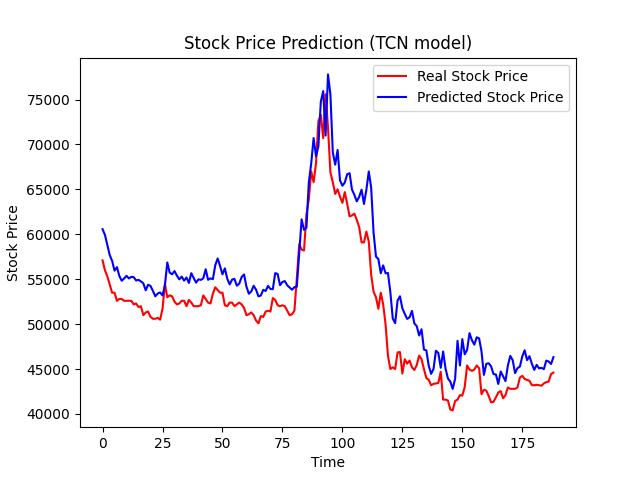 Stock Price Prediction (TCN model)
Real Stock Price
Predicted Stock Price
Stock Price
75000
70000
65000
60000
55000
50000
45000
40000
0 25 50 75 100 125 150 175
Time